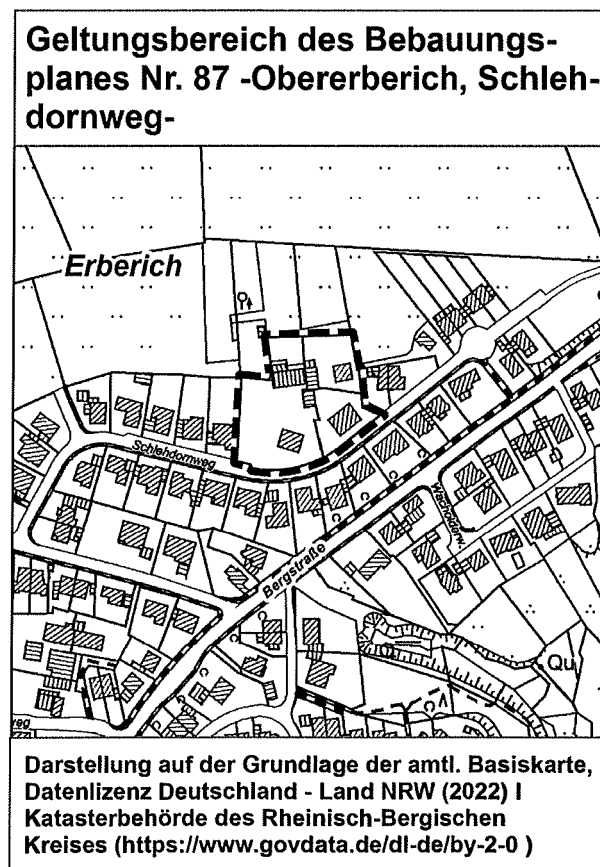 Geltungsbereich des Bebauungs-
planes Nr. 87 -Obererberich, Schleh-
dornweg-
Erberich
Schlehdornweg
Bergstraße
Qu
Darstellung auf der Grundlage der amtl. Basiskarte,
Datenlizenz Deutschland - Land NRW (2022) I
Katasterbehörde des Rheinisch-Bergischen
Kreises (https://www.govdata.de/dl-de/by-2-0 )